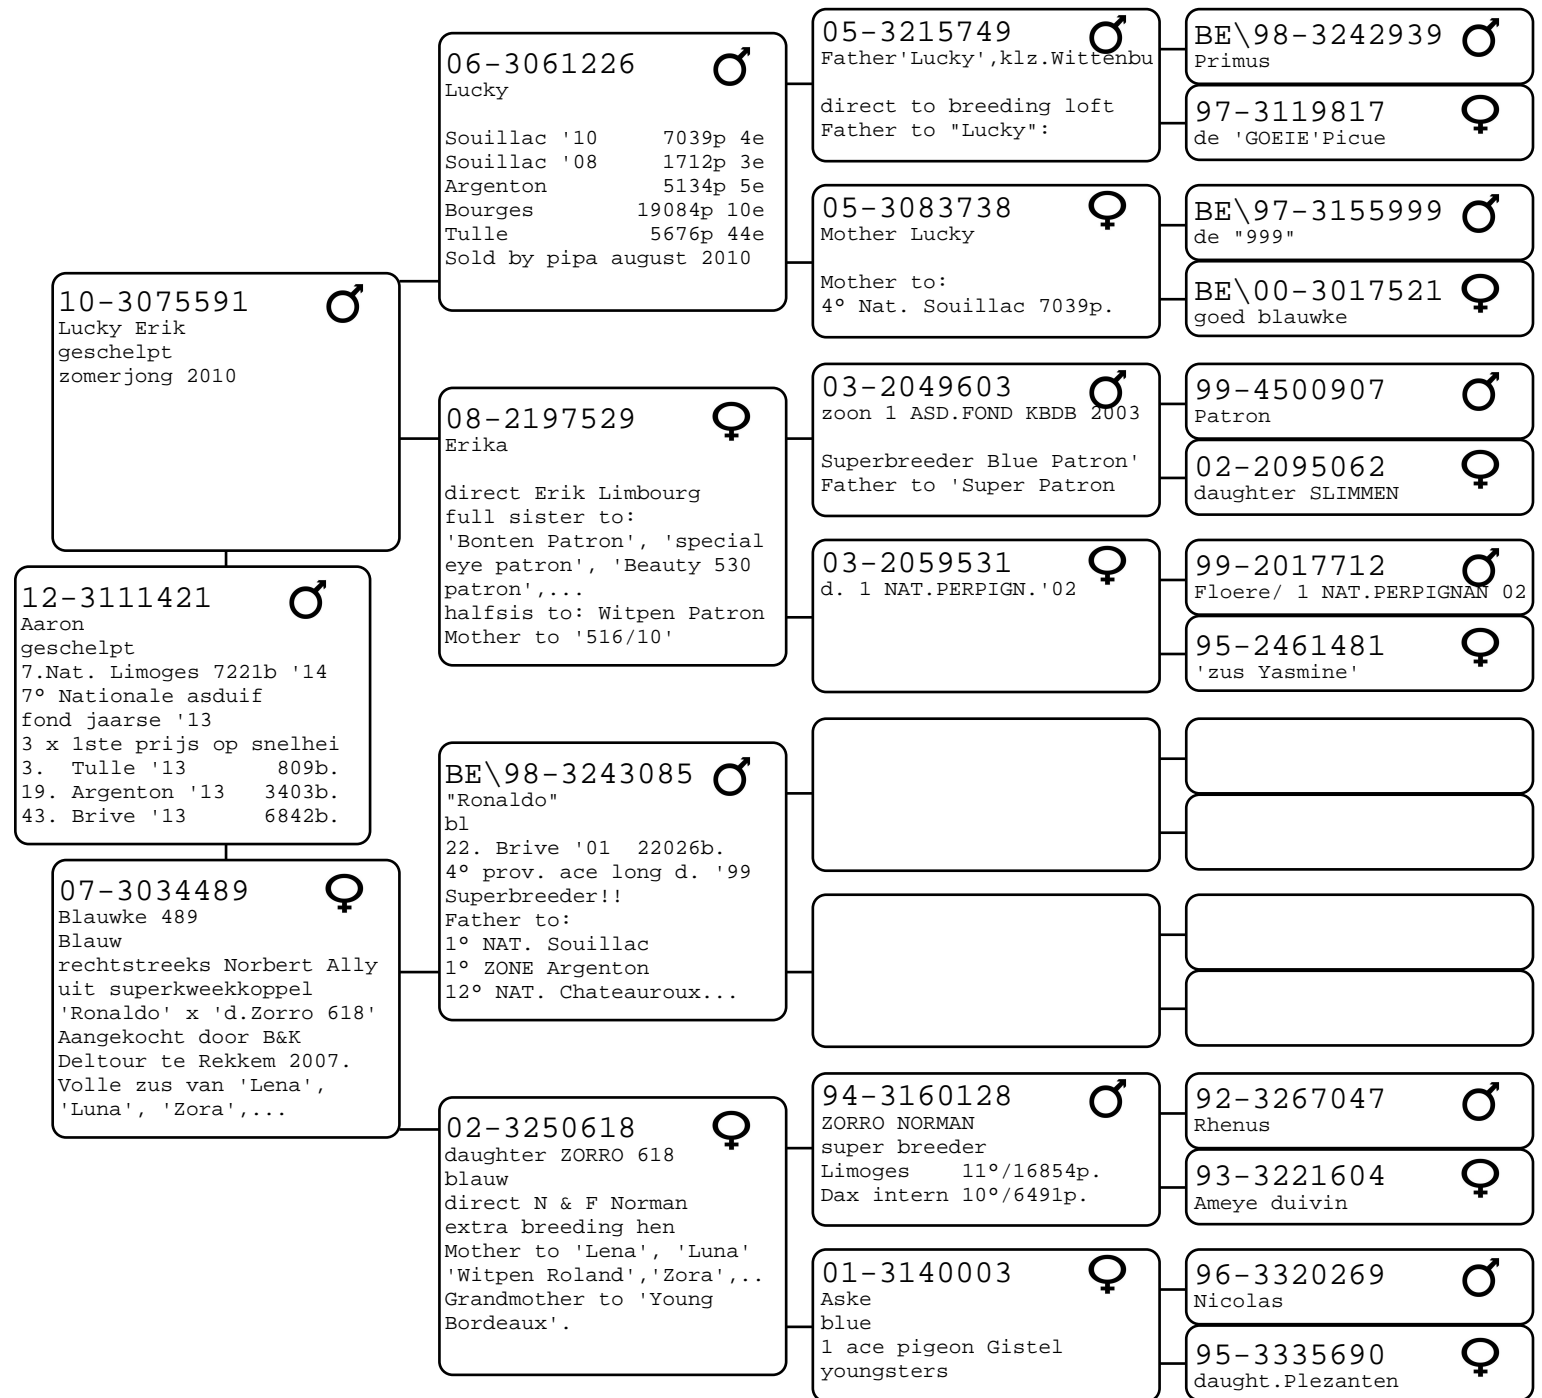 10-3075591
Lucky Erik
geschelpt
zomerjong 2010
12-3111421
Aaron
geschelpt
7.Nat. Limoges 7221b '14
7° Nationale asduif
fond jaarse '13
3 x 1ste prijs op snelhei
3. Tulle '13 809b.
19. Argenton '13 3403b.
43. Brive '13 6842b.
07-3034489
Blauwke 489
Blauw
rechtstreeks Norbert Ally
uit superkweekkoppel
'Ronaldo' x 'd.Zorro 618'
Aangekocht door B&K
Deltour te Rekkem 2007.
Volle zus van 'Lena',
'Luna', 'Zora',...
06-3061226
Lucky
Souillac '10 7039p 4e
Souillac '08 1712p 3e
Argenton 5134p 5e
Bourges 19084p 10e
Tulle 5676p 44e
Sold by pipa august 2010
08-2197529
Erika
direct Erik Limbourg
full sister to:
'Bonten Patron', 'special
eye patron', 'Beauty 530
patron',...
halfsis to: Witpen Patron
Mother to '516/10'
BE\98-3243085
"Ronaldo"
bl
22. Brive '01 22026b.
4° prov. ace long d. '99
Superbreeder!!
Father to:
1° NAT. Souillac
1° ZONE Argenton
12° NAT. Chateauroux...
02-3250618
daughter ZORRO 618
blauw
direct N & F Norman
extra breeding hen
Mother to 'Lena', 'Luna'
'Witpen Roland','Zora',..
Grandmother to 'Young
Bordeaux'.
05-3215749
Father'Lucky',klz.Wittenbu
direct to breeding loft
Father to "Lucky":
05-3083738
Mother Lucky
Mother to:
4° Nat. Souillac 7039p.
03-2049603
zoon 1 ASD.FOND KBDB 2003
Superbreeder Blue Patron'
Father to 'Super Patron
03-2059531
d. 1 NAT.PERPIGN.'02
94-3160128
ZORRO NORMAN
super breeder
Limoges 11°/16854p.
Dax intern 10°/6491p.
01-3140003
Aske
blue
1 ace pigeon Gistel
youngsters
BE\98-3242939
Primus
97-3119817
de 'GOEIE'Picue
BE\97-3155999
de "999"
BE\00-3017521
goed blauwke
99-4500907
Patron
02-2095062
daughter SLIMMEN
99-2017712
Floere/ 1 NAT.PERPIGNAN 02
95-2461481
'zus Yasmine'
92-3267047
Rhenus
93-3221604
Ameye duivin
96-3320269
Nicolas
95-3335690
daught.Plezanten